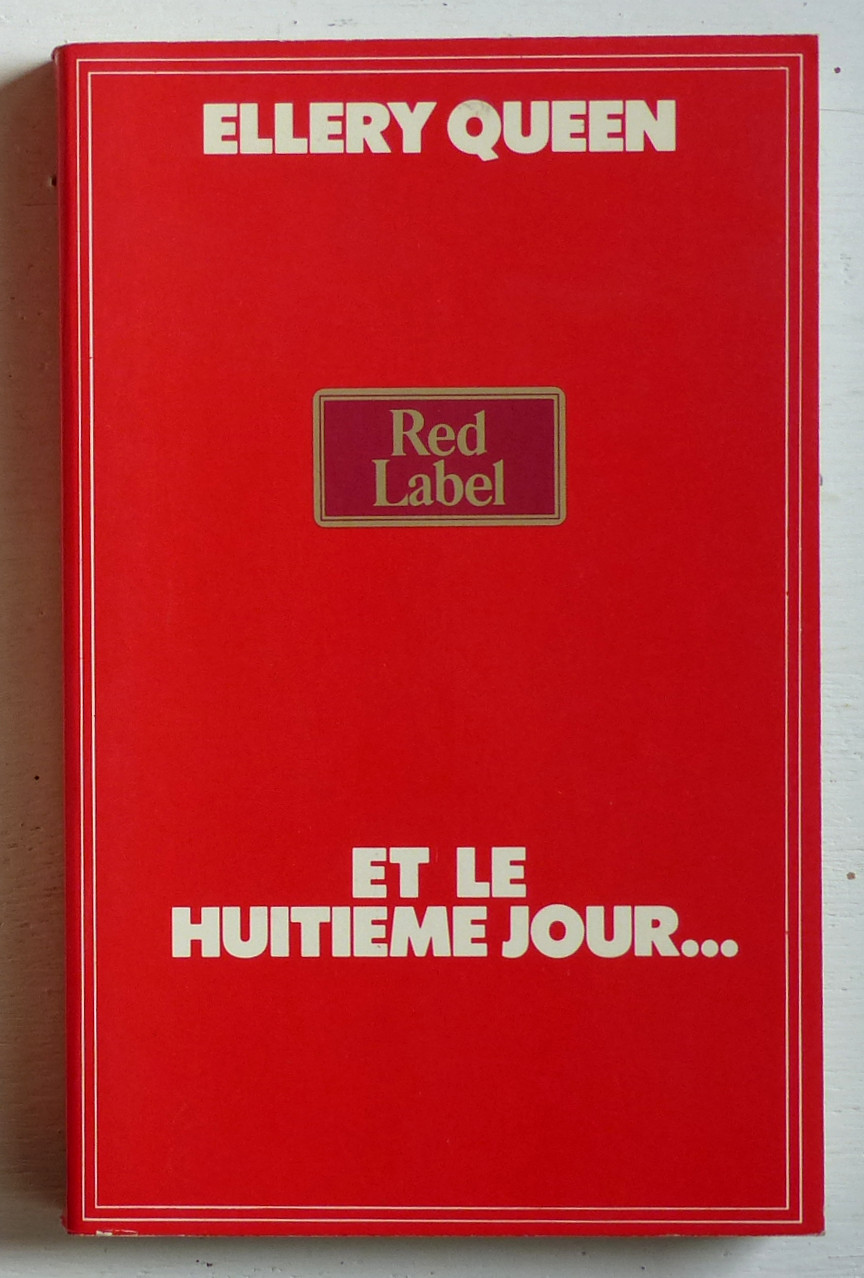 ELLERY QUEEN
Red
Label
ET LE
HUITIEME JOUR...